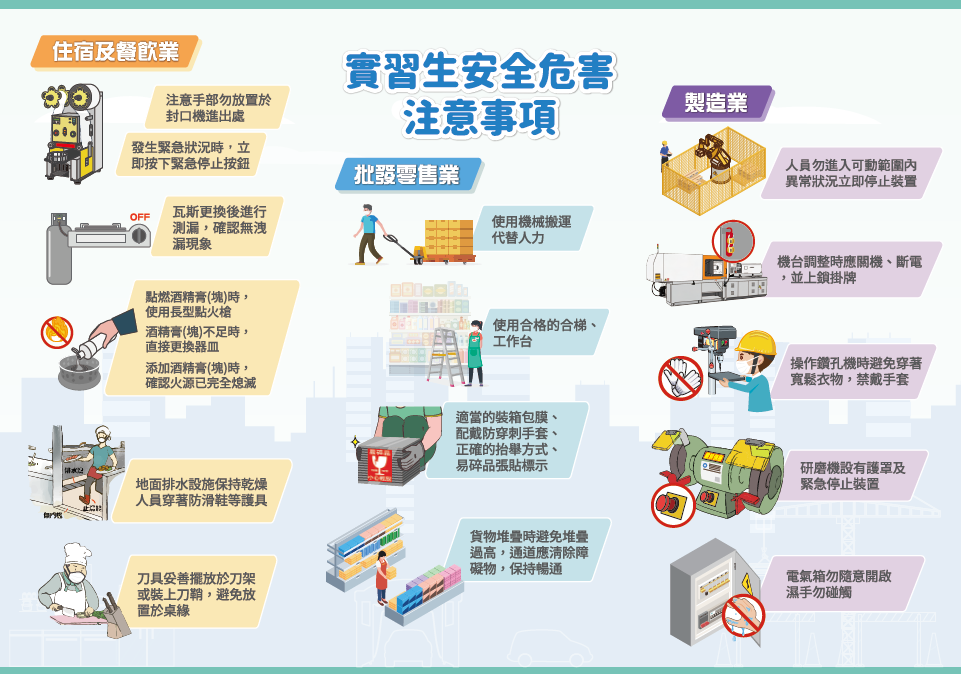 實習生安全危害
注意事項
住宿及餐飲業
注意手部勿放置於
封口機進出處
發生緊急狀況時，立
即按下緊急停止按鈕
OFF
瓦斯更換後進行
測漏，確認無洩
漏現象
點燃酒精膏(塊)時，
使用長型點火槍
酒精膏(塊)不足時，
直接更換器皿
添加酒精膏(塊)時，
確認火源已完全熄滅
排水溝
地面排水設施保持乾燥
人員穿著防滑鞋等護具
刀具妥善擺放於刀架
或裝上刀鞘，避免放
置於桌緣
批發零售業
使用機械搬運
代替人力
使用合格的合梯、
工作台
適當的裝箱包膜、
配戴防穿刺手套、
正確的抬舉方式、
易碎品張貼標示
易碎品
小心輕放
貨物堆疊時避免堆疊
過高，通道應清除障
礙物，保持暢通
製造業
人員勿進入可動範圍內
異常狀況立即停止裝置
機台調整時應關機、斷電
，並上鎖掛牌
操作鑽孔機時避免穿著
寬鬆衣物，禁戴手套
研磨機設有護罩及
緊急停止裝置
電氣箱勿隨意開啟
濕手勿碰觸